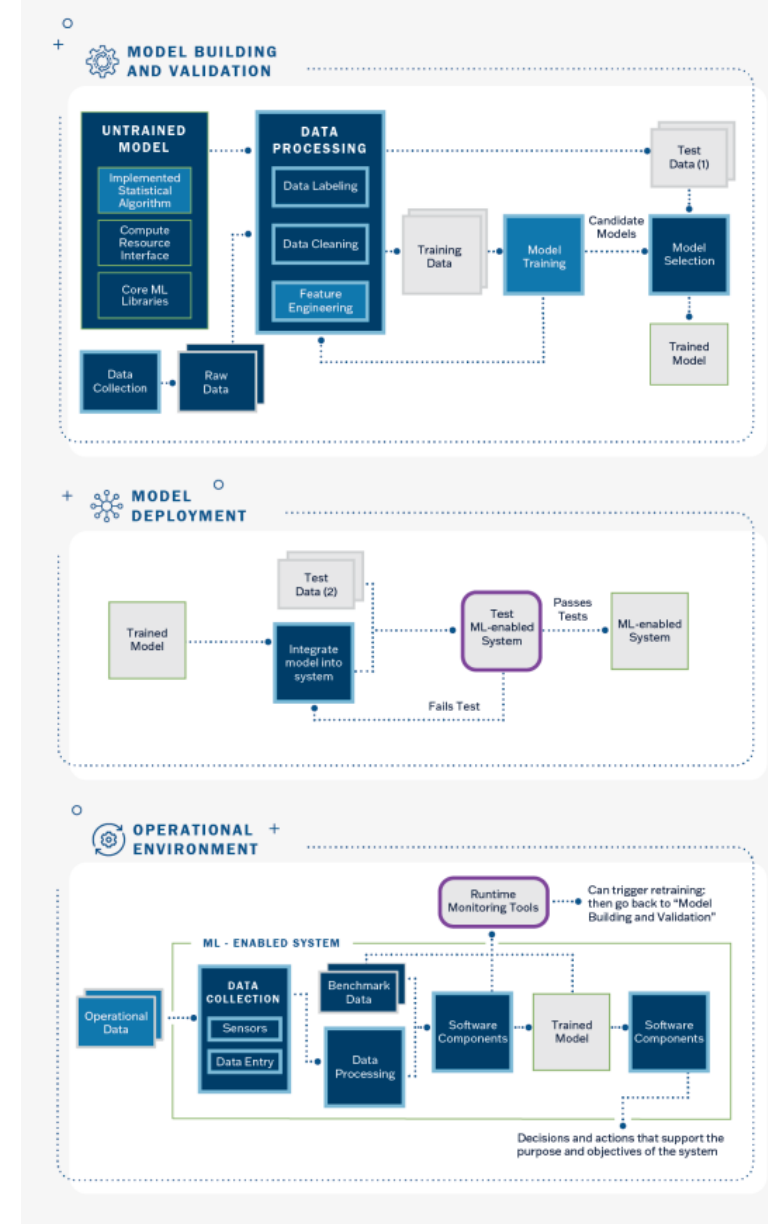 MODEL BUILDING
AND VALIDATION
UNTRAINED
MODEL
Implemented
Statistical
Algorithm
Compute
Resource
Interface
Core ML
Libraries
DATA
PROCESSING
Data Labeling
Data Cleaning
Feature
Engineering
Training
Data
Model
Training
Candidate
Models
Test
Data (1)
Model
Selection
Trained
Model
Data
Collection
Raw
Data
MODEL
DEPLOYMENT
Trained
Model
Test
Data (2)
Integrate
model into
system
Test
ML-enabled
System
Passes
Tests
ML-enabled
System
Fails Test
OPERATIONAL
ENVIRONMENT
Runtime
Monitoring Tools
Can trigger retraining;
then go back to “Model
Building and Validation”
ML - ENABLED SYSTEM
Operational
Data
DATA
COLLECTION
Sensors
Data Entry
Benchmark
Data
Data
Processing
Software
Components
Trained
Model
Software
Components
Decisions and actions that support the
purpose and objectives of the system